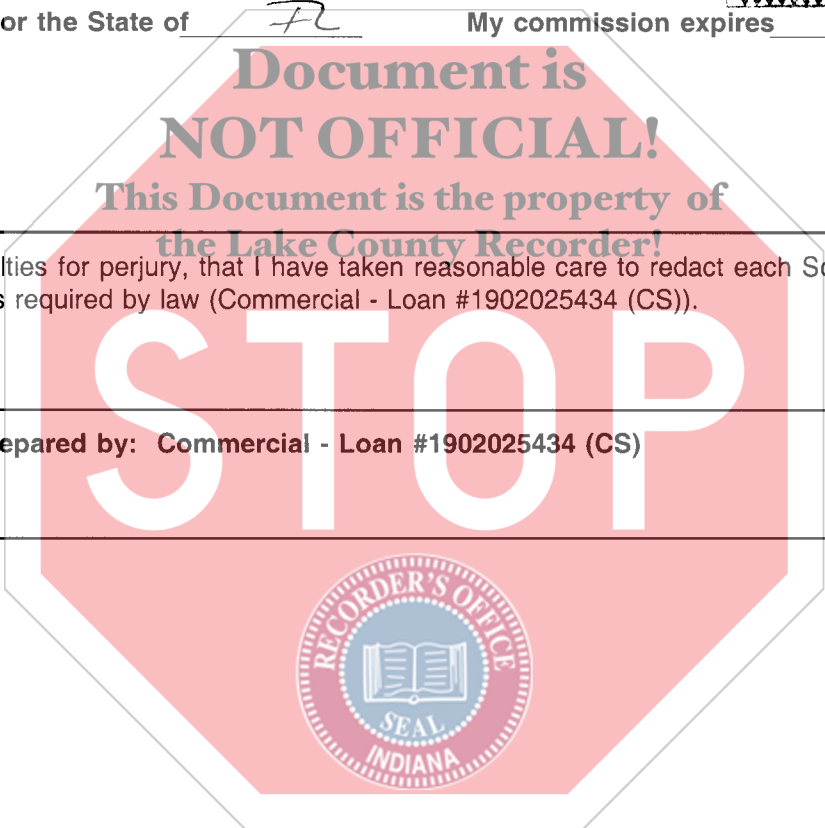 or the State of FL My commission expires
Document is
NOT OFFICIAL!
This Document is the property of
the Lake County Recorder!
lties for perjury, that I have taken reasonable care to redact each So
s required by law (Commercial - Loan #1902025434 (CS)).
STOP
epared by: Commercial - Loan #1902025434 (CS)
RECORDER'S OFFICE
SEAL
INDIANA